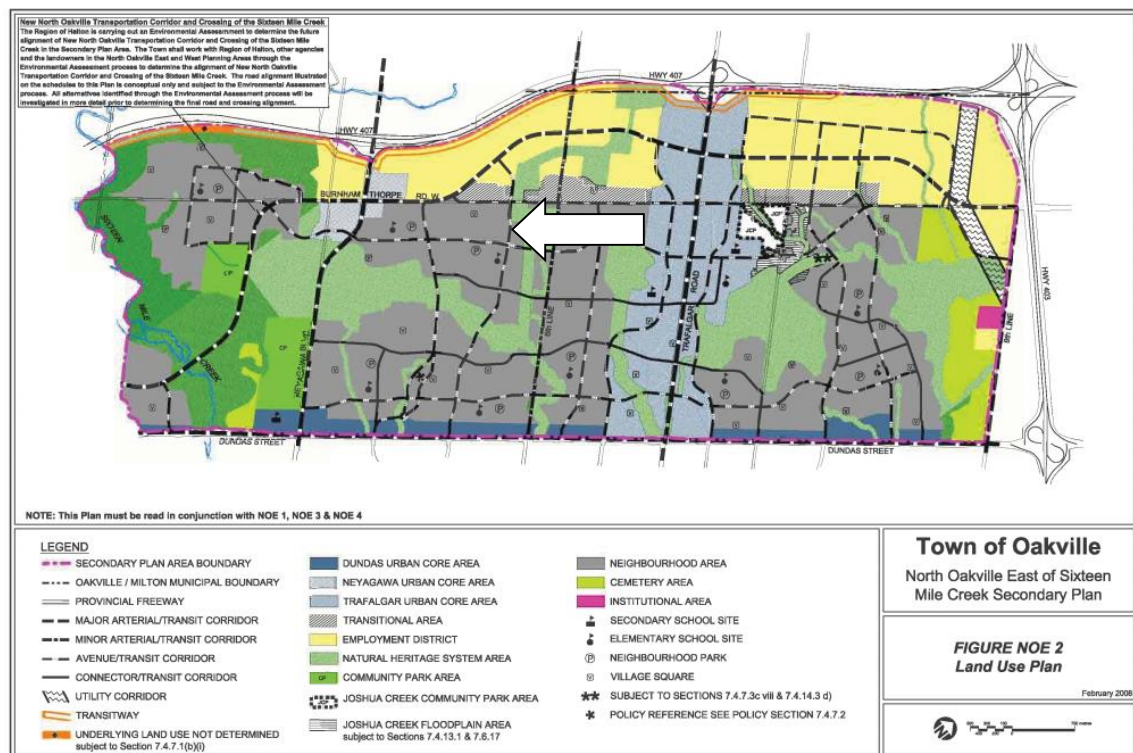 New North Oakville Transportation Corridor and Crossing of the Sixteen Mile Creek
The Region of Halton is carrying out an Environmental Assessment to determine the future
alignment of New North Oakville Transportation Corridor and Crossing of the Sixteen Mile
Creek in the Secondary Plan Area. The Town shall work with Region of Halton, other agencies
and the landowners in the North Oakville East and West Planning Areas through the
Environmental Assessment process to determine the alignment of New North Oakville
Transportation Corridor and Crossing of the Sixteen Mile Creek. The road alignment illustrated
on the schedules to this Plan is conceptual only and subject to the Environmental Assessment
process. All alternatives identified through the Environmental Assessment process will be
investigated in more detail prior to determining the final road and crossing alignment.
HWY 407
HWY 407
BURNHAM THORPE RD. W
JCP
JCP
SIXTEEN
MILE
CREEK
CP
CP
NEYAGAWA BLVD
6th LINE
TRAFALGAR
ROAD
HWY 403
9th LINE
DUNDAS STREET
DUNDAS STREET
NOTE: This Plan must be read in conjunction with NOE 1, NOE 3 & NOE 4
LEGEND
SECONDARY PLAN AREA BOUNDARY
OAKVILLE / MILTON MUNICIPAL BOUNDARY
PROVINCIAL FREEWAY
MAJOR ARTERIAL/TRANSIT CORRIDOR
MINOR ARTERIAL/TRANSIT CORRIDOR
AVENUE/TRANSIT CORRIDOR
CONNECTOR/TRANSIT CORRIDOR
UTILITY CORRIDOR
TRANSITWAY
UNDERLYING LAND USE NOT DETERMINED
subject to Section 7.4.7.1(b)(i)
DUNDAS URBAN CORE AREA
NEYAGAWA URBAN CORE AREA
TRAFALGAR URBAN CORE AREA
TRANSITIONAL AREA
EMPLOYMENT DISTRICT
NATURAL HERITAGE SYSTEM AREA
CP COMMUNITY PARK AREA
JCP JOSHUA CREEK COMMUNITY PARK AREA
JOSHUA CREEK FLOODPLAIN AREA
subject to Sections 7.4.13.1 & 7.6.17
NEIGHBOURHOOD AREA
CEMETERY AREA
INSTITUTIONAL AREA
SECONDARY SCHOOL SITE
ELEMENTARY SCHOOL SITE
P NEIGHBOURHOOD PARK
VILLAGE SQUARE
** SUBJECT TO SECTIONS 7.4.7.3c viii & 7.4.14.3 d)
* POLICY REFERENCE SEE POLICY SECTION 7.4.7.2
Town of Oakville
North Oakville East of Sixteen
Mile Creek Secondary Plan
FIGURE NOE 2
Land Use Plan
February 2008